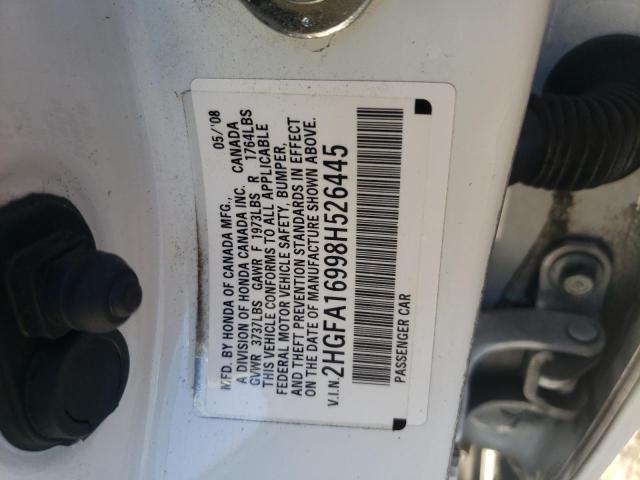 MFD. BY HONDA OF CANADA MFG., 05/'08
A DIVISION OF HONDA CANADA INC. CANADA
GVWR 3737LBS GAWR F 1973LBS R 1764LBS
THIS VEHICLE CONFORMS TO ALL APPLICABLE
FEDERAL MOTOR VEHICLE SAFETY, BUMPER,
AND THEFT PREVENTION STANDARDS IN EFFECT
ON THE DATE OF MANUFACTURE SHOWN ABOVE.
V.I.N. 2HGFA16998H526445
PASSENGER CAR